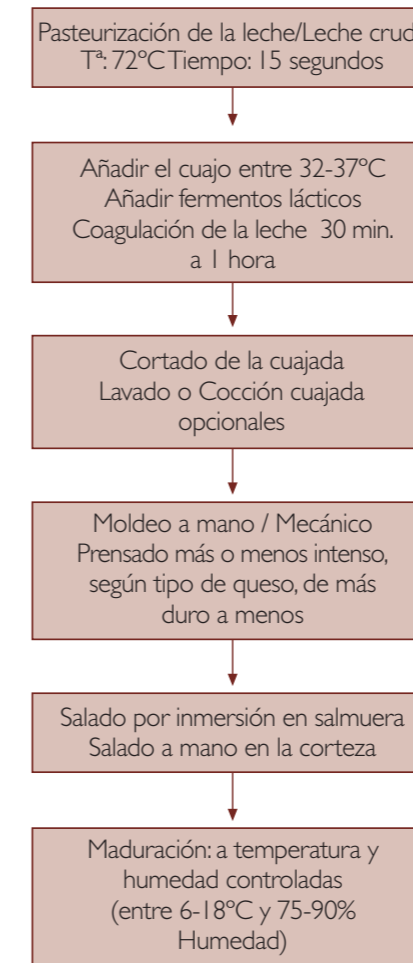 Pasteurización de la leche/Leche crud
Tª: 72ºC Tiempo: 15 segundos
Añadir el cuajo entre 32-37ºC
Añadir fermentos lácticos
Coagulación de la leche 30 min.
a 1 hora
Cortado de la cuajada
Lavado o Cocción cuajada
opcionales
Moldeo a mano / Mecánico
Prensado más o menos intenso,
según tipo de queso, de más
duro a menos
Salado por inmersión en salmuera
Salado a mano en la corteza
Maduración: a temperatura y
humedad controladas
(entre 6-18ºC y 75-90%
Humedad)